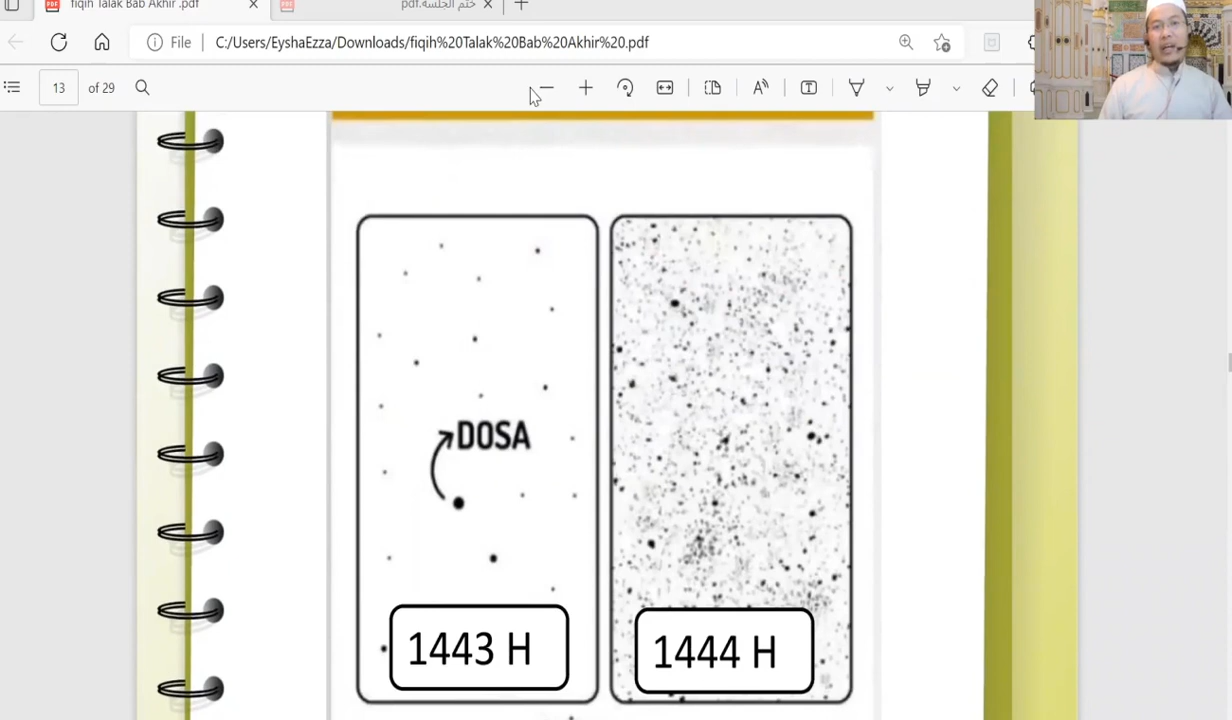 fiqih Talak Bab Akhir .pdf
ختم الجلسة.pdf
File
C:/Users/EyshaEzza/Downloads/fiqih%20Talak%20Bab%20Akhir%20.pdf
13 of 29
DOSA
1443 H
1444 H